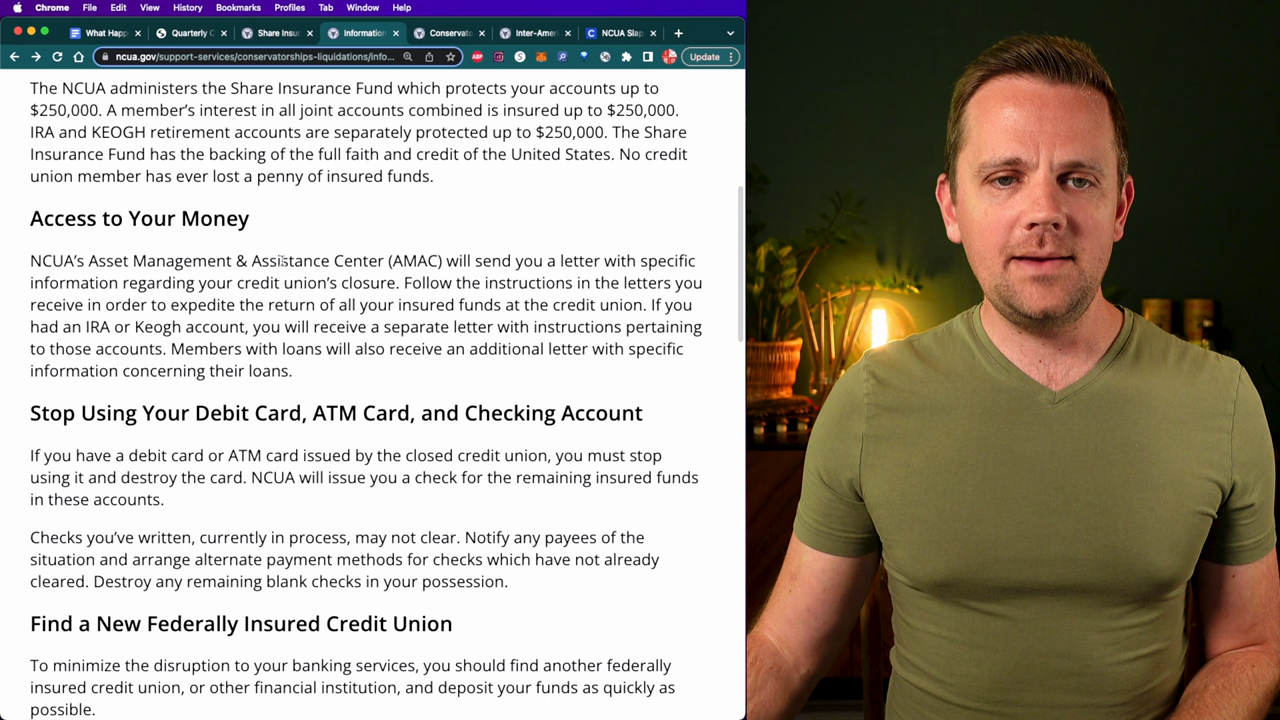 Chrome File Edit View History Bookmarks Profiles Tab Window Help
What Happ Quarterly C Share Insur Information Conservato Inter-Ameri NCUA Slap
ncua.gov/support-services/conservatorships-liquidations/info... Update
The NCUA administers the Share Insurance Fund which protects your accounts up to
$250,000. A member's interest in all joint accounts combined is insured up to $250,000.
IRA and KEOGH retirement accounts are separately protected up to $250,000. The Share
Insurance Fund has the backing of the full faith and credit of the United States. No credit
union member has ever lost a penny of insured funds.
Access to Your Money
NCUA's Asset Management & Assistance Center (AMAC) will send you a letter with specific
information regarding your credit union's closure. Follow the instructions in the letters you
receive in order to expedite the return of all your insured funds at the credit union. If you
had an IRA or Keogh account, you will receive a separate letter with instructions pertaining
to those accounts. Members with loans will also receive an additional letter with specific
information concerning their loans.
Stop Using Your Debit Card, ATM Card, and Checking Account
If you have a debit card or ATM card issued by the closed credit union, you must stop
using it and destroy the card. NCUA will issue you a check for the remaining insured funds
in these accounts.
Checks you've written, currently in process, may not clear. Notify any payees of the
situation and arrange alternate payment methods for checks which have not already
cleared. Destroy any remaining blank checks in your possession.
Find a New Federally Insured Credit Union
To minimize the disruption to your banking services, you should find another federally
insured credit union, or other financial institution, and deposit your funds as quickly as
possible.